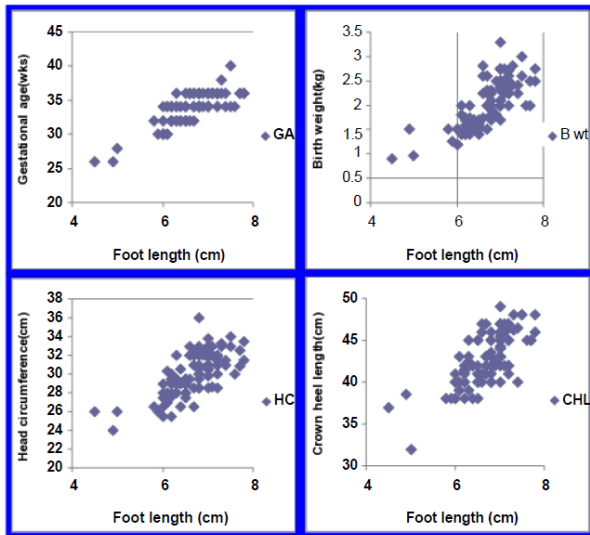 45
40
35
30
25
20
4 6 8
Gestational age(wks)
Foot length (cm)
GA
3.5
3
2.5
2
1.5
1
0.5
0
4 6 8
Birth weight(kg)
Foot length (cm)
B wt
38
36
34
32
30
28
26
24
22
20
4 6 8
Head circumference(cm)
Foot length (cm)
HC
50
45
40
35
30
4 6 8
Crown heel length(cm)
Foot length (cm)
CHL